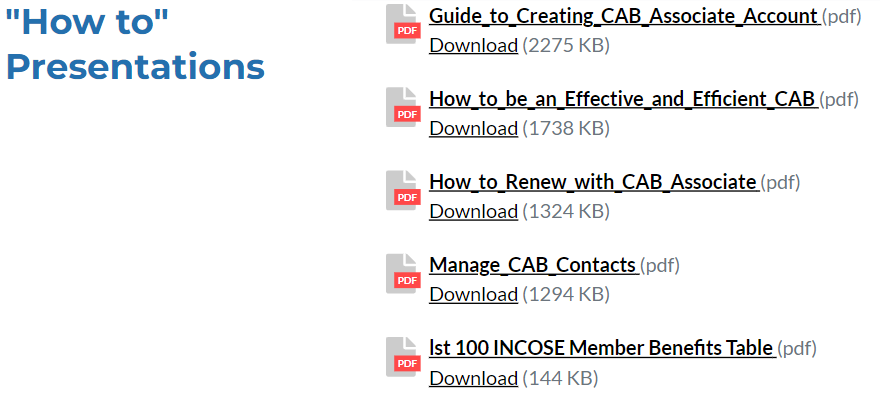 "How to"
Presentations
Guide_to_Creating_CAB_Associate_Account (pdf)
PDF
Download (2275 KB)
How_to_be_an_Effective_and_Efficient_CAB (pdf)
PDF
Download (1738 KB)
How_to_Renew_with_CAB_Associate (pdf)
PDF
Download (1324 KB)
Manage_CAB_Contacts (pdf)
PDF
Download (1294 KB)
lst 100 INCOSE Member Benefits Table (pdf)
PDF
Download (144 KB)